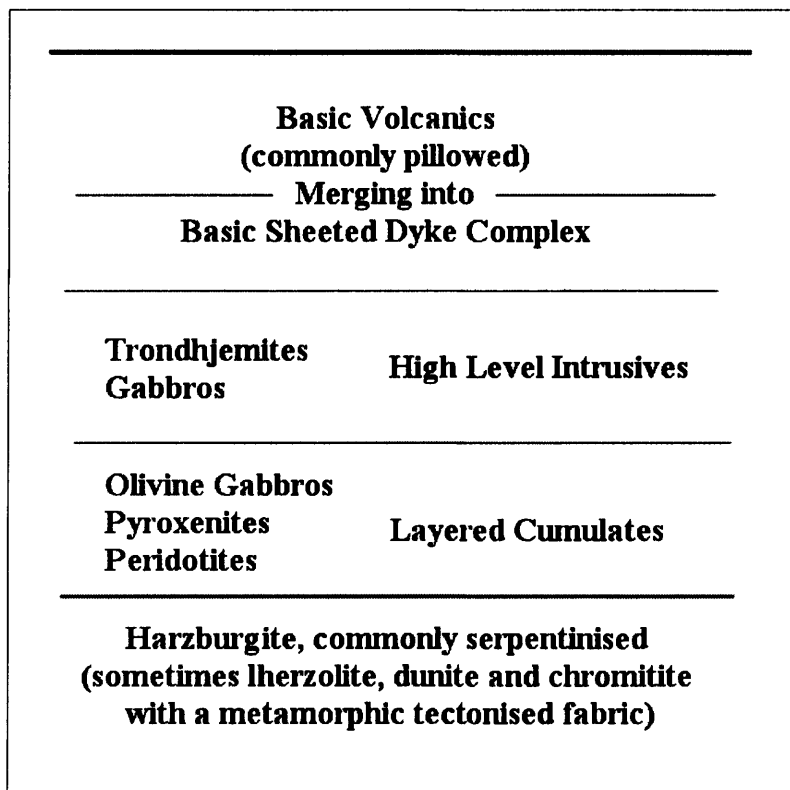 Basic Volcanics
(commonly pillowed)
Merging into
Basic Sheeted Dyke Complex
Trondhjemites
Gabbros
High Level Intrusives
Olivine Gabbros
Pyroxenites
Peridotites
Layered Cumulates
Harzburgite, commonly serpentinised
(sometimes lherzolite, dunite and chromitite
with a metamorphic tectonised fabric)